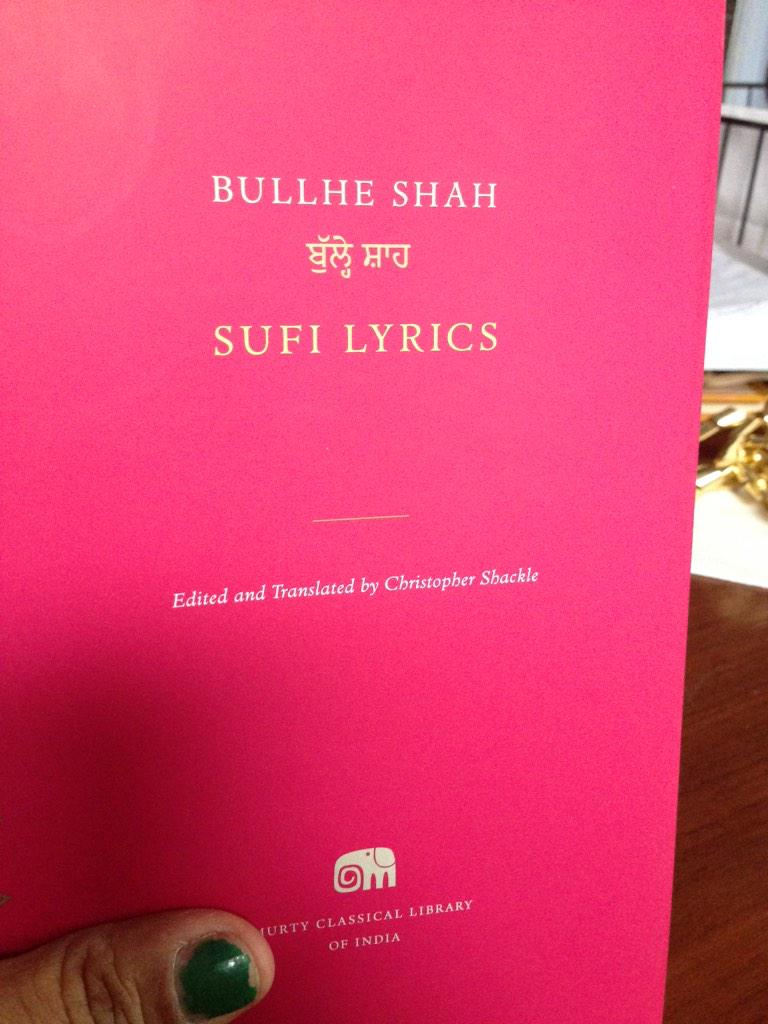 BULLHE SHAH
ਬੁੱਲ੍ਹੇ ਸ਼ਾਹ
SUFI LYRICS
Edited and Translated by Christopher Shackle
CLASSICAL LIBRARY
OF INDIA